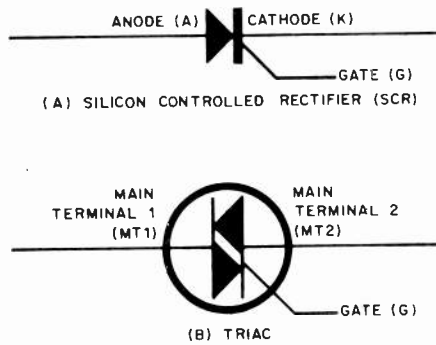 ANODE (A) CATHODE (K)
GATE (G)
(A) SILICON CONTROLLED RECTIFIER (SCR)
MAIN
TERMINAL 1
(MT1)
MAIN
TERMINAL 2
(MT2)
GATE (G)
(B) TRIAC